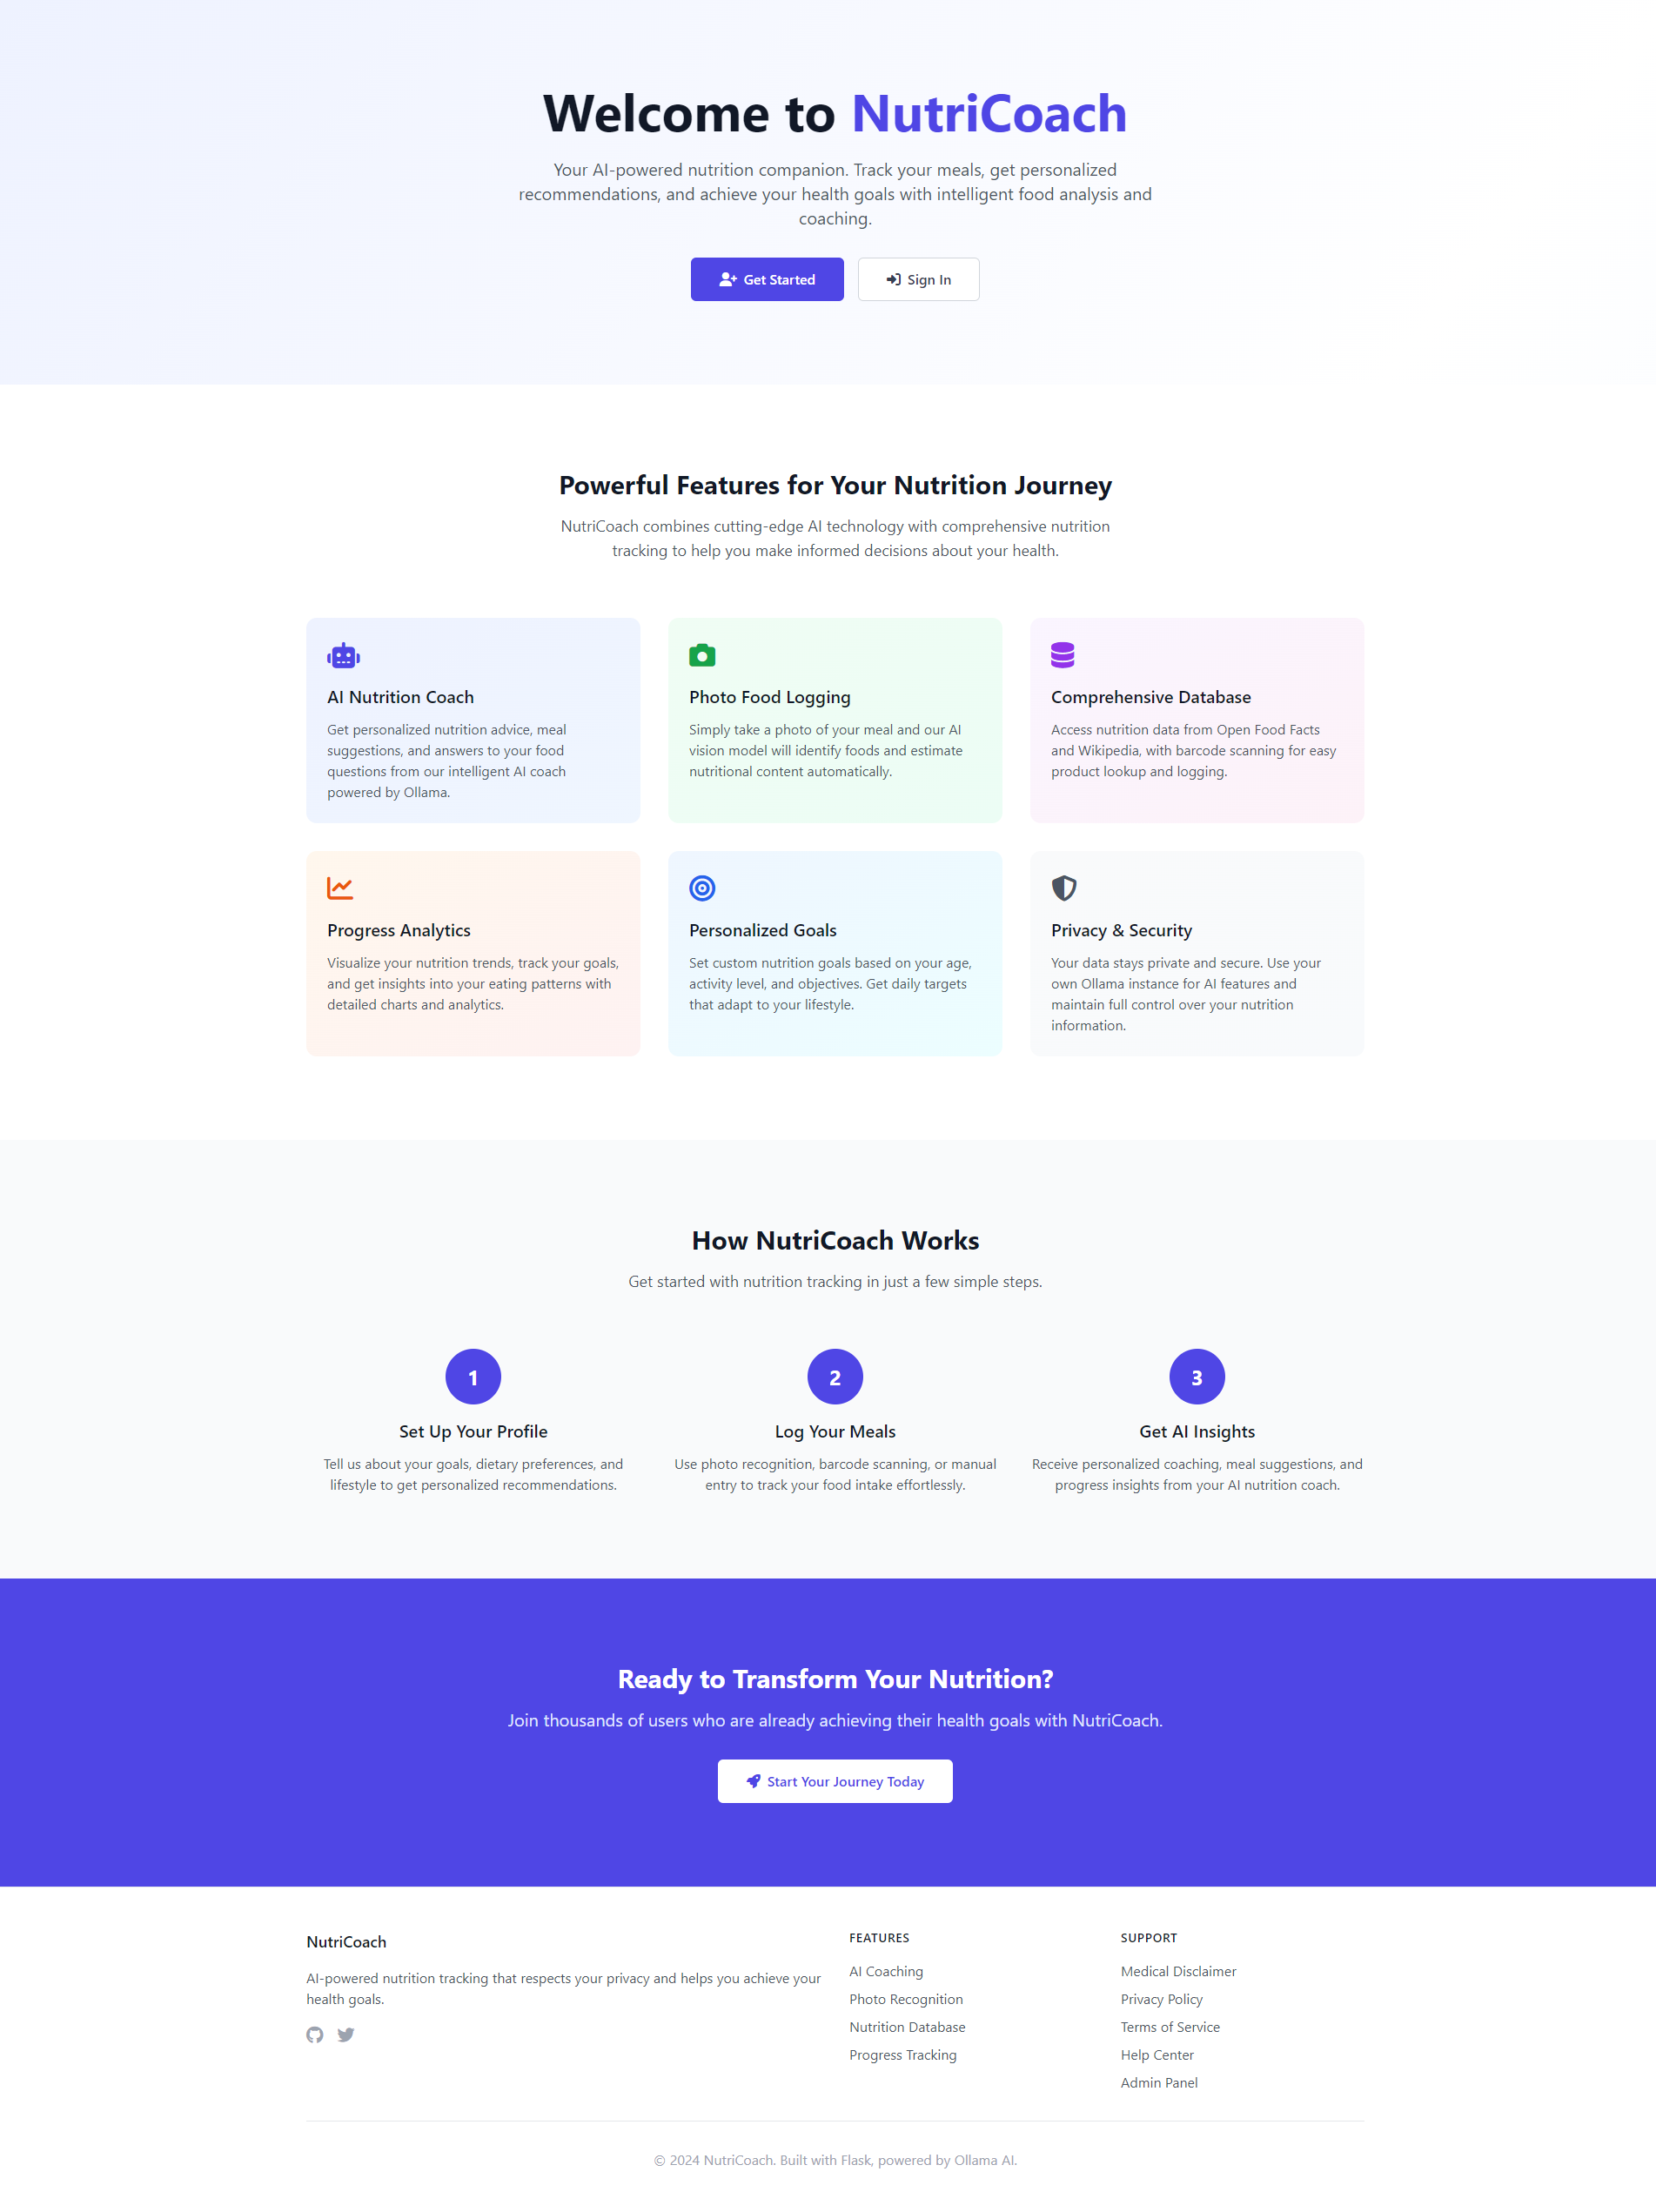 Welcome to NutriCoach
Your AI-powered nutrition companion. Track your meals, get personalized
recommendations, and achieve your health goals with intelligent food analysis and
coaching.
Get Started
Sign In
Powerful Features for Your Nutrition Journey
NutriCoach combines cutting-edge AI technology with comprehensive nutrition
tracking to help you make informed decisions about your health.
AI Nutrition Coach
Get personalized nutrition advice, meal
suggestions, and answers to your food
questions from our intelligent AI coach
powered by Ollama.
Photo Food Logging
Simply take a photo of your meal and our AI
vision model will identify foods and estimate
nutritional content automatically.
Comprehensive Database
Access nutrition data from Open Food Facts
and Wikipedia, with barcode scanning for easy
product lookup and logging.
Progress Analytics
Visualize your nutrition trends, track your goals,
and get insights into your eating patterns with
detailed charts and analytics.
Personalized Goals
Set custom nutrition goals based on your age,
activity level, and objectives. Get daily targets
that adapt to your lifestyle.
Privacy & Security
Your data stays private and secure. Use your
own Ollama instance for AI features and
maintain full control over your nutrition
information.
How NutriCoach Works
Get started with nutrition tracking in just a few simple steps.
1
Set Up Your Profile
Tell us about your goals, dietary preferences, and
lifestyle to get personalized recommendations.
2
Log Your Meals
Use photo recognition, barcode scanning, or manual
entry to track your food intake effortlessly.
3
Get AI Insights
Receive personalized coaching, meal suggestions, and
progress insights from your AI nutrition coach.
Ready to Transform Your Nutrition?
Join thousands of users who are already achieving their health goals with NutriCoach.
Start Your Journey Today
NutriCoach
AI-powered nutrition tracking that respects your privacy and helps you achieve your
health goals.
FEATURES
AI Coaching
Photo Recognition
Nutrition Database
Progress Tracking
SUPPORT
Medical Disclaimer
Privacy Policy
Terms of Service
Help Center
Admin Panel
© 2024 NutriCoach. Built with Flask, powered by Ollama AI.